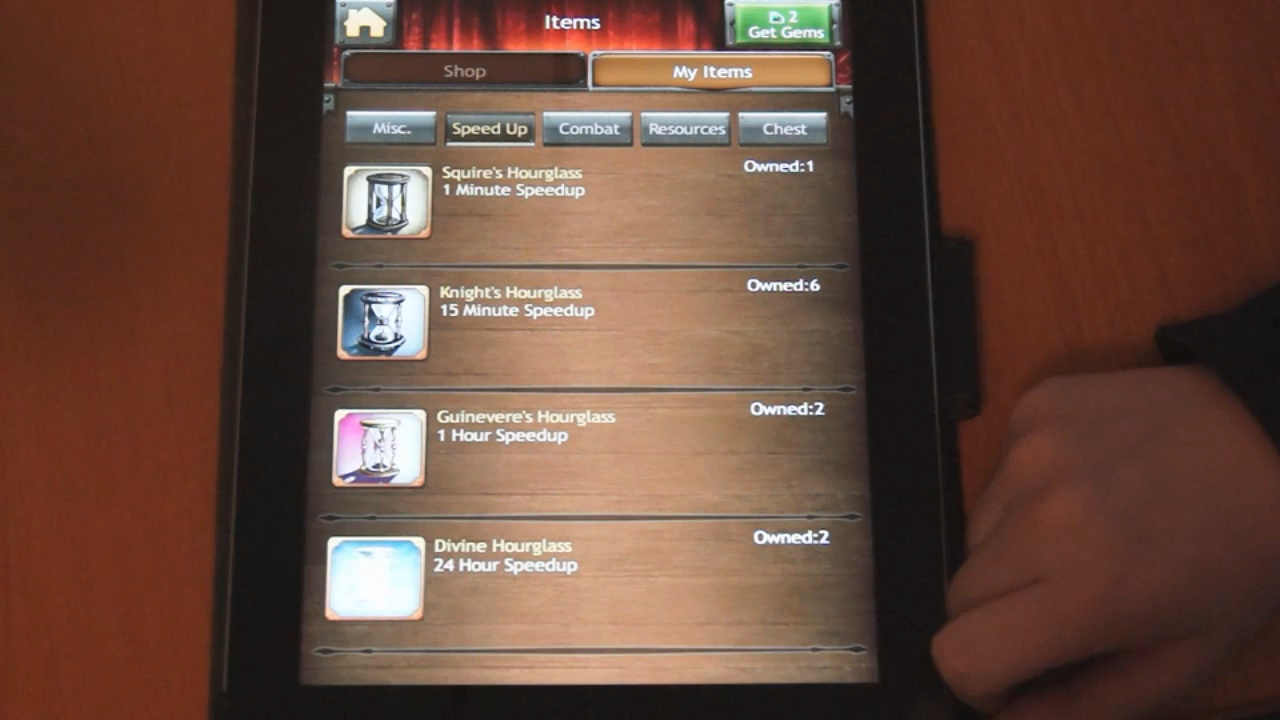 Items
2
Get Gems
Shop
My Items
Misc.
Speed Up
Combat
Resources
Chest
Squire's Hourglass
Owned:1
1 Minute Speedup
Knight's Hourglass
Owned:6
15 Minute Speedup
Guinevere's Hourglass
Owned:2
1 Hour Speedup
Divine Hourglass
Owned:2
24 Hour Speedup